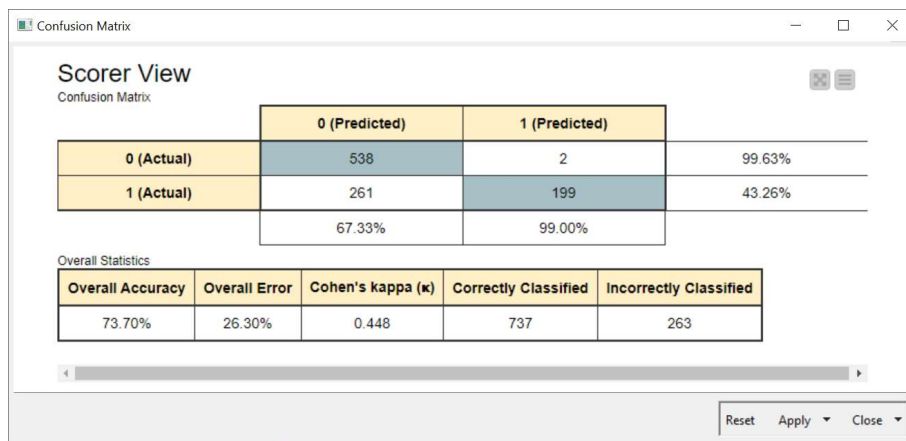 Confusion Matrix
Scorer View
Confusion Matrix
0 (Predicted) 1 (Predicted)
0 (Actual) 538 2 99.63%
1 (Actual) 261 199 43.26%
67.33% 99.00%
Overall Statistics
Overall Accuracy Overall Error Cohen's kappa (κ) Correctly Classified Incorrectly Classified
73.70% 26.30% 0.448 737 263
Reset Apply Close